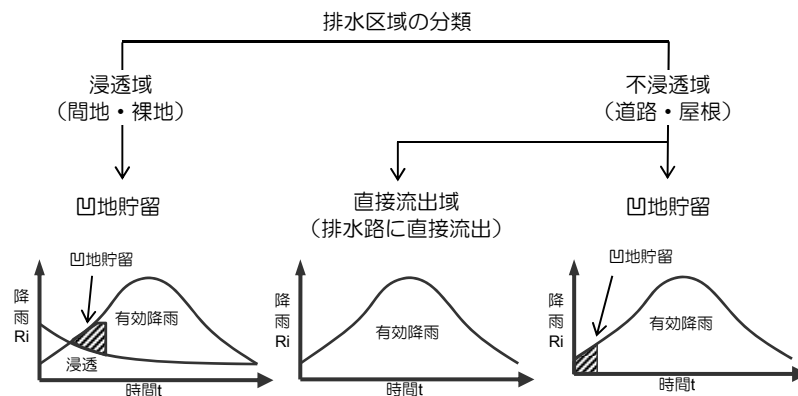 排水区域の分類
浸透域
（間地・裸地）
不浸透域
（道路・屋根）
凹地貯留
直接流出域
（排水路に直接流出）
凹地貯留
凹地貯留
降
雨
Ri
有効降雨
浸透
時間t
降
雨
Ri
有効降雨
時間t
凹地貯留
降
雨
Ri
有効降雨
時間t